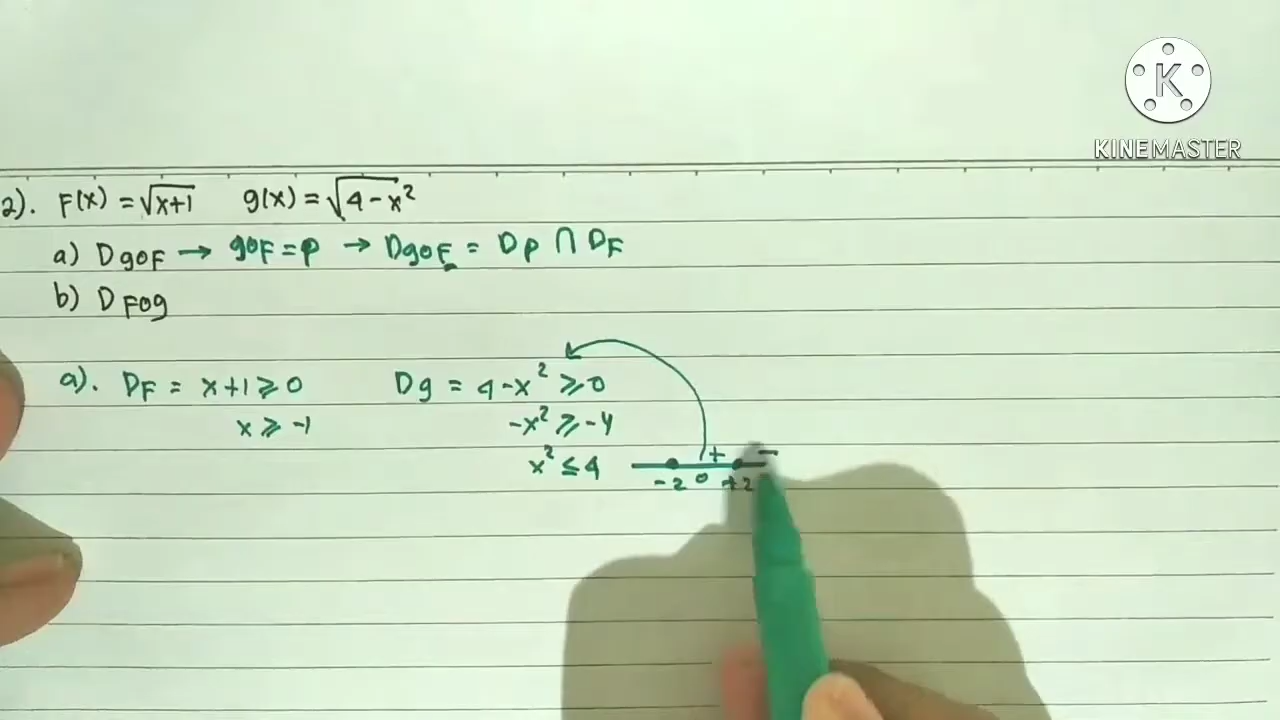 K
KINEMASTER
2). F(x) = √x+1 g(x) = √4-x²
a) DgoF → goF = p → DgoF = Dp ∩ DF
b) DFog
a). DF = x+1 ≥ 0 Dg = 4-x² ≥ 0
x ≥ -1 -x² ≥ -4
x² ≤ 4 + -
-2 0 +2